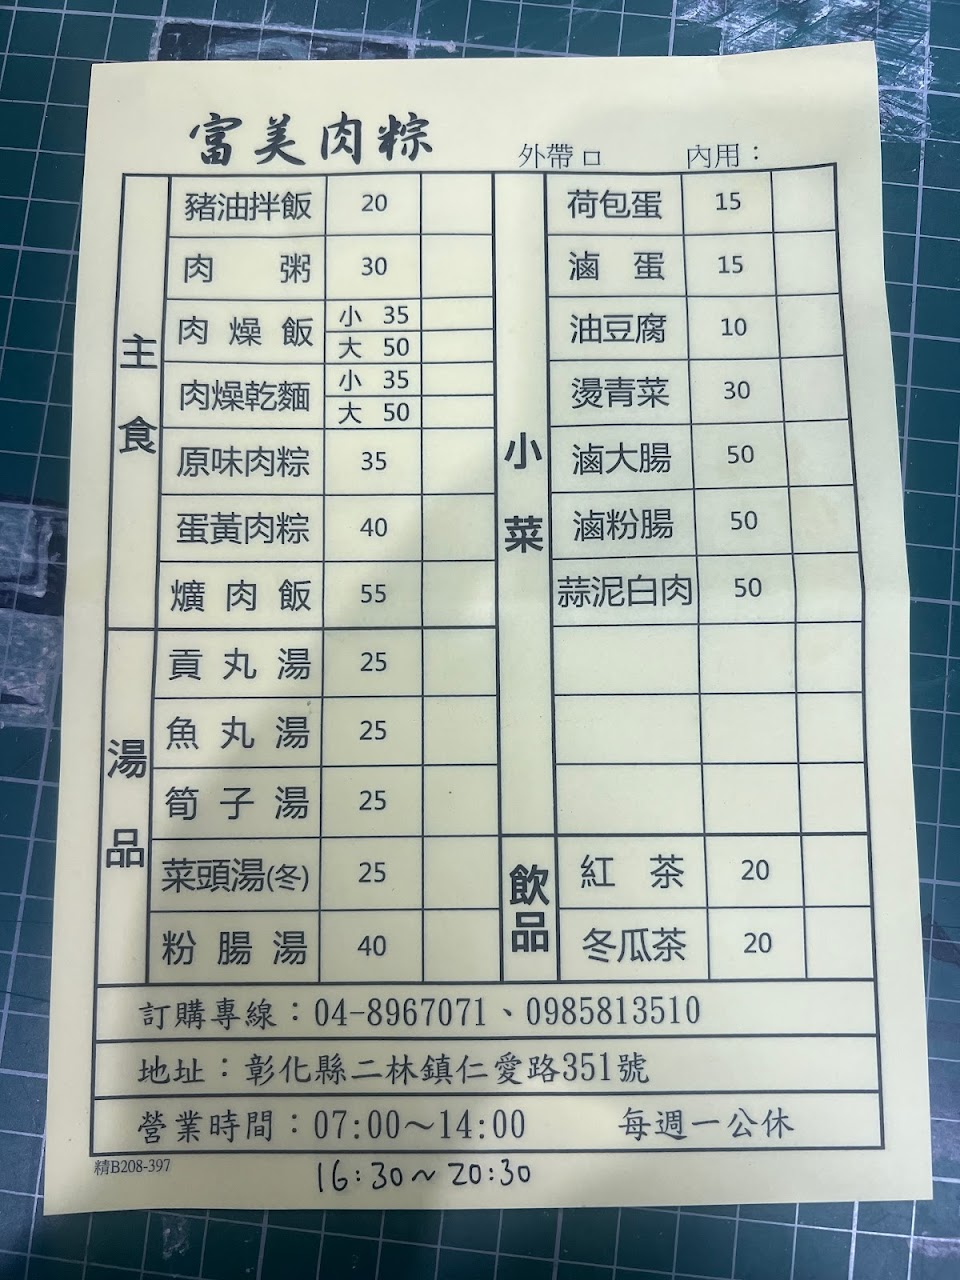 富美肉粽
外帶口 內用：
主食
豬油拌飯 20
肉粥 30
肉燥飯 小 35
大 50
肉燥乾麵 小 35
大 50
原味肉粽 35
蛋黃肉粽 40
爌肉飯 55
湯品
貢丸湯 25
魚丸湯 25
筍子湯 25
菜頭湯(冬) 25
粉腸湯 40
小菜
荷包蛋 15
滷蛋 15
油豆腐 10
燙青菜 30
滷大腸 50
滷粉腸 50
蒜泥白肉 50
飲品
紅茶 20
冬瓜茶 20
訂購專線：04-8967071、0985813510
地址：彰化縣二林鎮仁愛路351號
營業時間：07:00～14:00 每週一公休
精B208-397
16:30~20:30